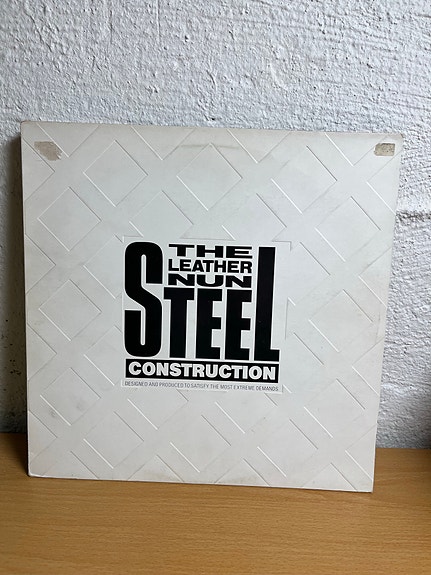 THE
LEATHER
NUN
STEEL
CONSTRUCTION
DESIGNED AND PRODUCED TO SATISFY THE MOST EXTREME DEMANDS